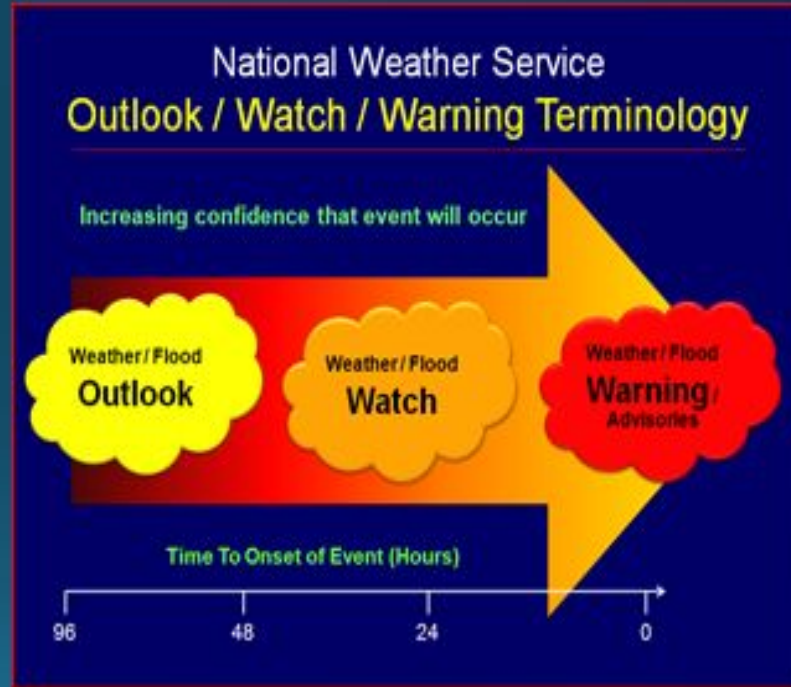 National Weather Service
Outlook / Watch / Warning Terminology
Increasing confidence that event will occur
Weather / Flood
Outlook
Weather / Flood
Watch
Weather / Flood
Warning /
Advisories
Time To Onset of Event (Hours)
96 48 24 0